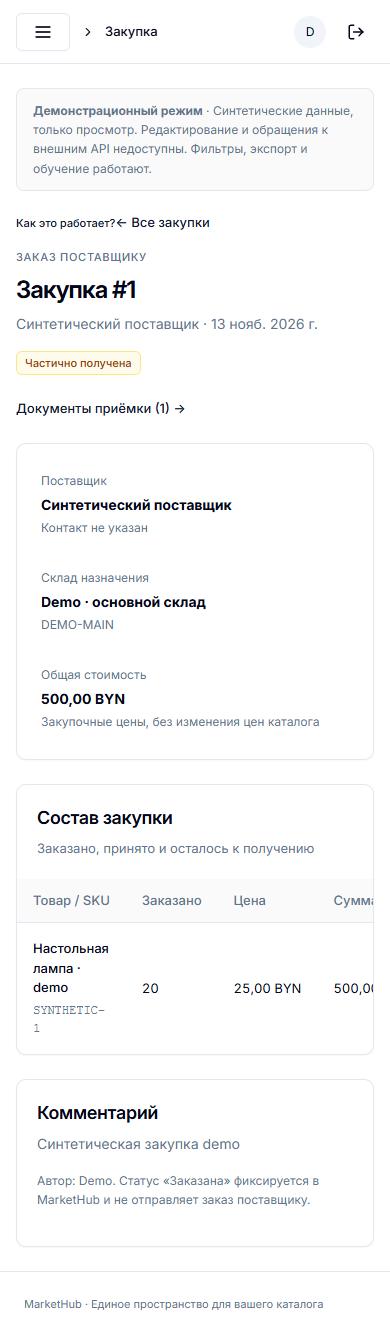 Закупка
D
Демонстрационный режим · Синтетические данные,
только просмотр. Редактирование и обращения к
внешним API недоступны. Фильтры, экспорт и
обучение работают.
Как это работает?← Все закупки
ЗАКАЗ ПОСТАВЩИКУ
Закупка #1
Синтетический поставщик · 13 нояб. 2026 г.
Частично получена
Документы приёмки (1) →
Поставщик
Синтетический поставщик
Контакт не указан
Склад назначения
Demo · основной склад
DEMO-MAIN
Общая стоимость
500,00 BYN
Закупочные цены, без изменения цен каталога
Состав закупки
Заказано, принято и осталось к получению
Товар / SKU Заказано Цена Сумма
Настольная
лампа ·
demo
SYNTHETIC-
1
20 25,00 BYN 500,00
Комментарий
Синтетическая закупка demo
Автор: Demo. Статус «Заказана» фиксируется в
MarketHub и не отправляет заказ поставщику.
MarketHub · Единое пространство для вашего каталога